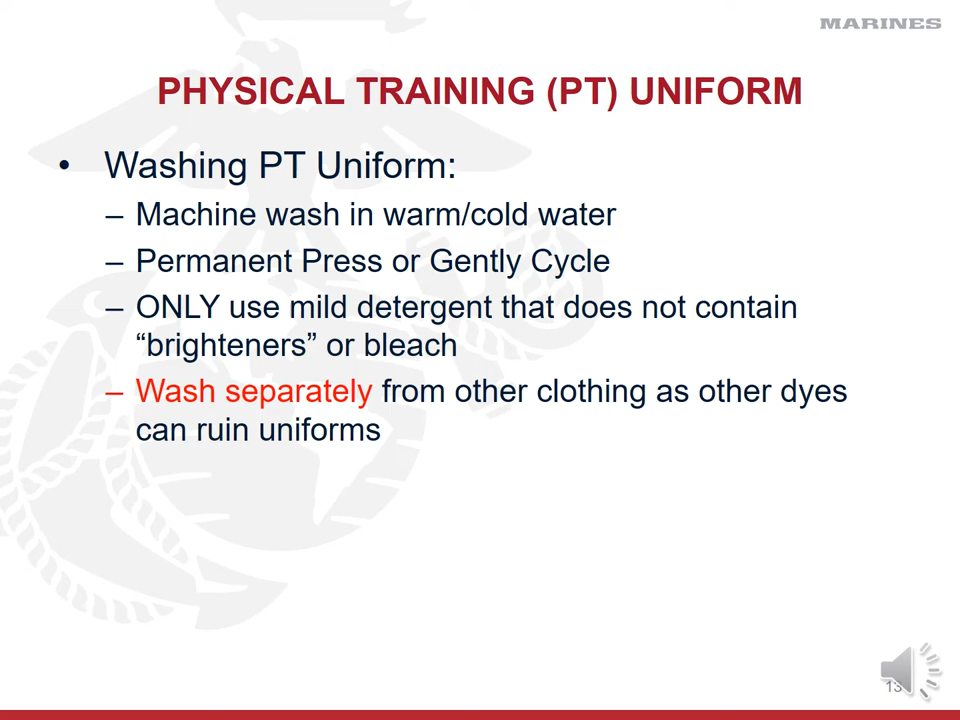 MARINES
PHYSICAL TRAINING (PT) UNIFORM
• Washing PT Uniform:
– Machine wash in warm/cold water
– Permanent Press or Gently Cycle
– ONLY use mild detergent that does not contain
“brighteners” or bleach
– Wash separately from other clothing as other dyes
can ruin uniforms